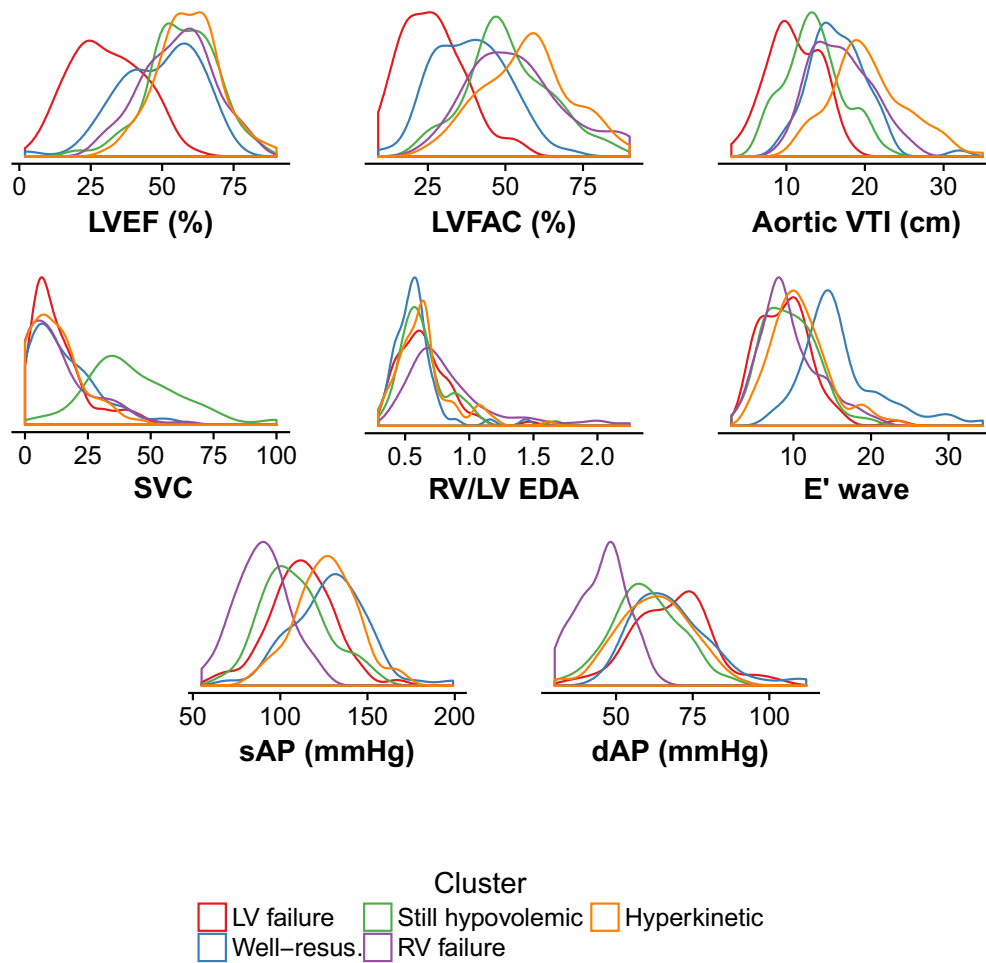 0 25 50 75
LVEF (%)
25 50 75
LVFAC (%)
10 20 30
Aortic VTI (cm)
0 25 50 75 100
SVC
0.5 1.0 1.5 2.0
RV/LV EDA
10 20 30
E' wave
50 100 150 200
sAP (mmHg)
50 75 100
dAP (mmHg)
Cluster
LV failure Still hypovolemic Hyperkinetic
Well−resus. RV failure